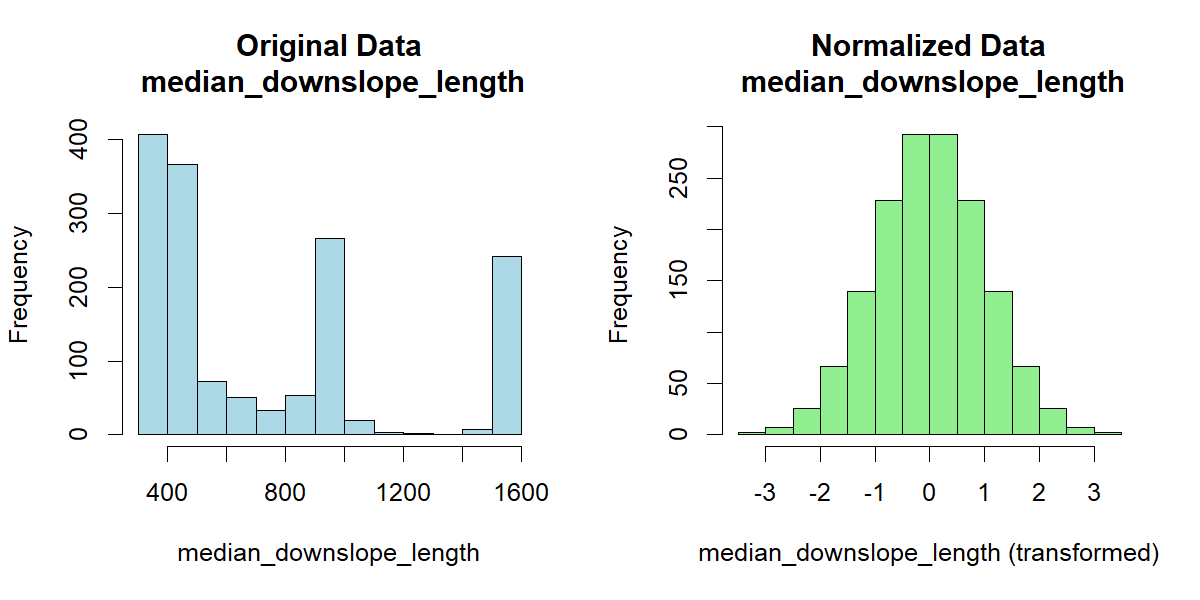 Original Data
median_downslope_length
Frequency
0
100
200
300
400
400
800
1200
1600
median_downslope_length
Normalized Data
median_downslope_length
Frequency
0
50
150
250
-3
-2
-1
0
1
2
3
median_downslope_length (transformed)